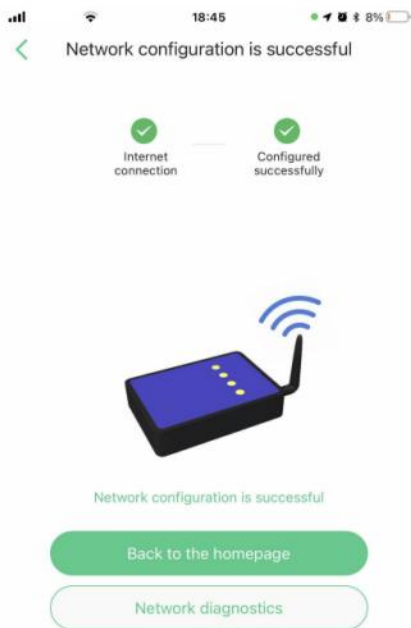 18:45
8%
Network configuration is successful
Internet
connection
Configured
successfully
Network configuration is successful
Back to the homepage
Network diagnostics